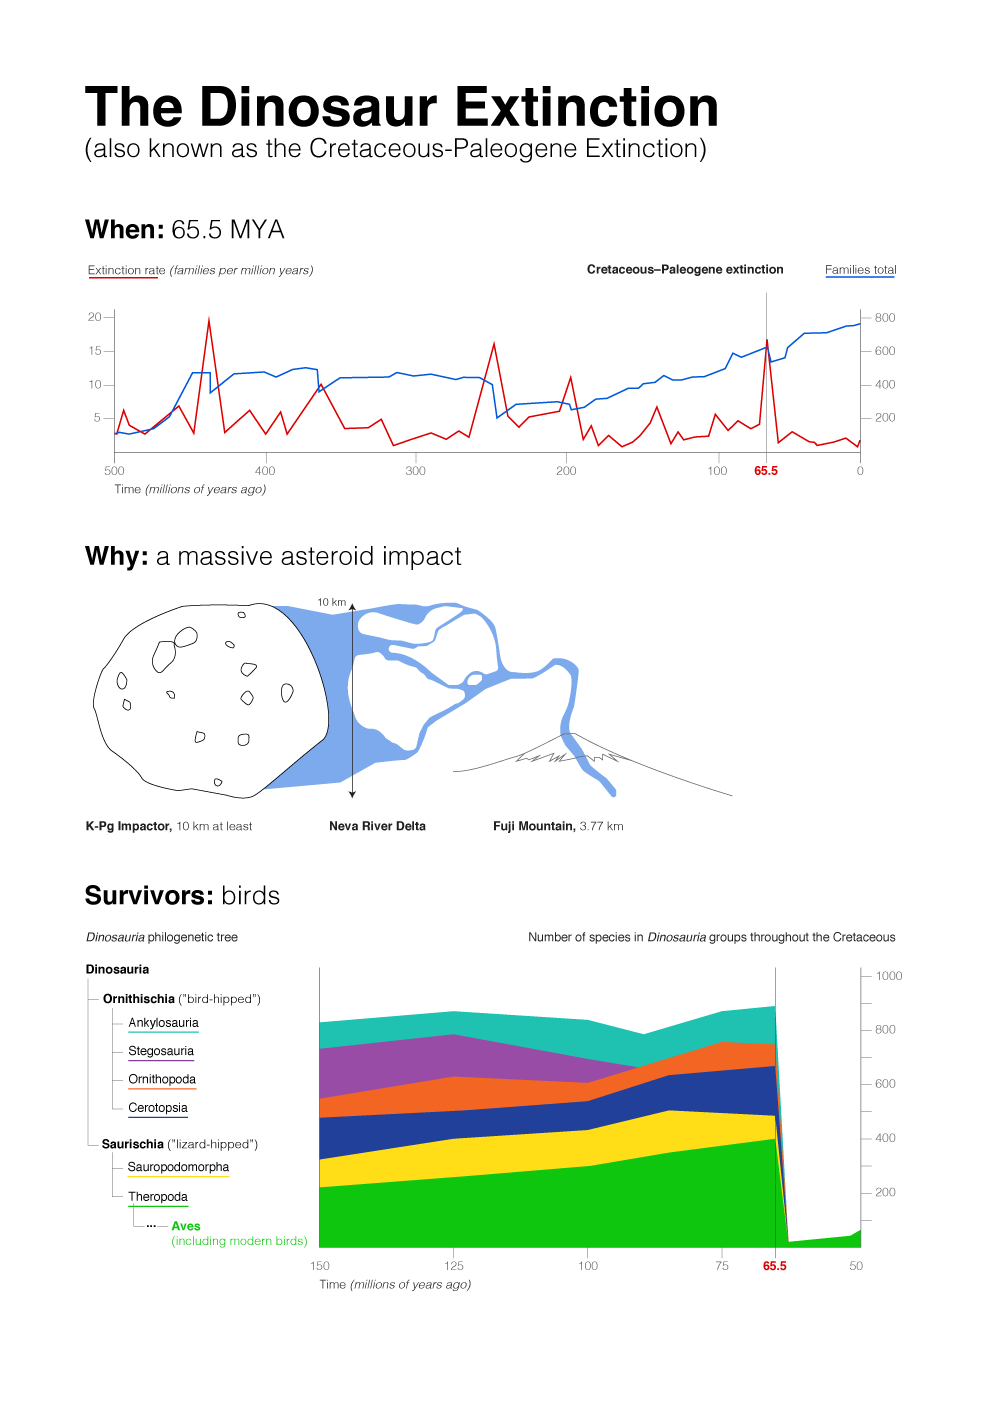 The Dinosaur Extinction
(also known as the Cretaceous-Paleogene Extinction)
When: 65.5 MYA
Extinction rate (families per million years)
Cretaceous–Paleogene extinction
Families total
20
15
10
5
800
600
400
200
500
400
300
200
100
65.5
0
Time (millions of years ago)
Why: a massive asteroid impact
10 km
K-Pg Impactor, 10 km at least
Neva River Delta
Fuji Mountain, 3.77 km
Survivors: birds
Dinosauria philogenetic tree
Number of species in Dinosauria groups throughout the Cretaceous
Dinosauria
Ornithischia ("bird-hipped")
Ankylosauria
Stegosauria
Ornithopoda
Cerotopsia
Saurischia ("lizard-hipped")
Sauropodomorpha
Theropoda
... Aves
(including modern birds)
1000
800
600
400
200
150
125
100
75
65.5
50
Time (millions of years ago)